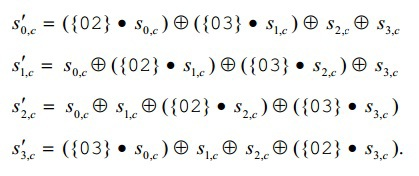 s′0,c = ({02} • s0,c) ⊕ ({03} • s1,c) ⊕ s2,c ⊕ s3,c
s′1,c = s0,c ⊕ ({02} • s1,c) ⊕ ({03} • s2,c) ⊕ s3,c
s′2,c = s0,c ⊕ s1,c ⊕ ({02} • s2,c) ⊕ ({03} • s3,c)
s′3,c = ({03} • s0,c) ⊕ s1,c ⊕ s2,c ⊕ ({02} • s3,c).